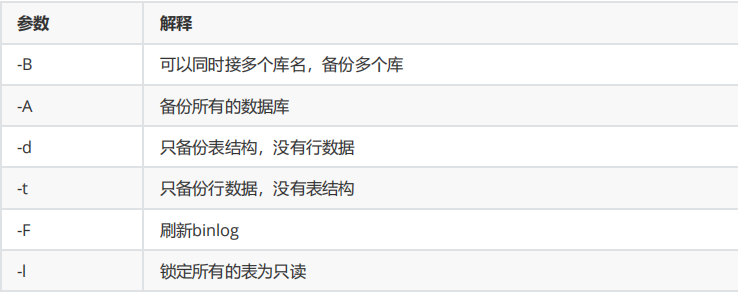 参数 解释
-B 可以同时接多个库名，备份多个库
-A 备份所有的数据库
-d 只备份表结构，没有行数据
-t 只备份行数据，没有表结构
-F 刷新binlog
-l 锁定所有的表为只读